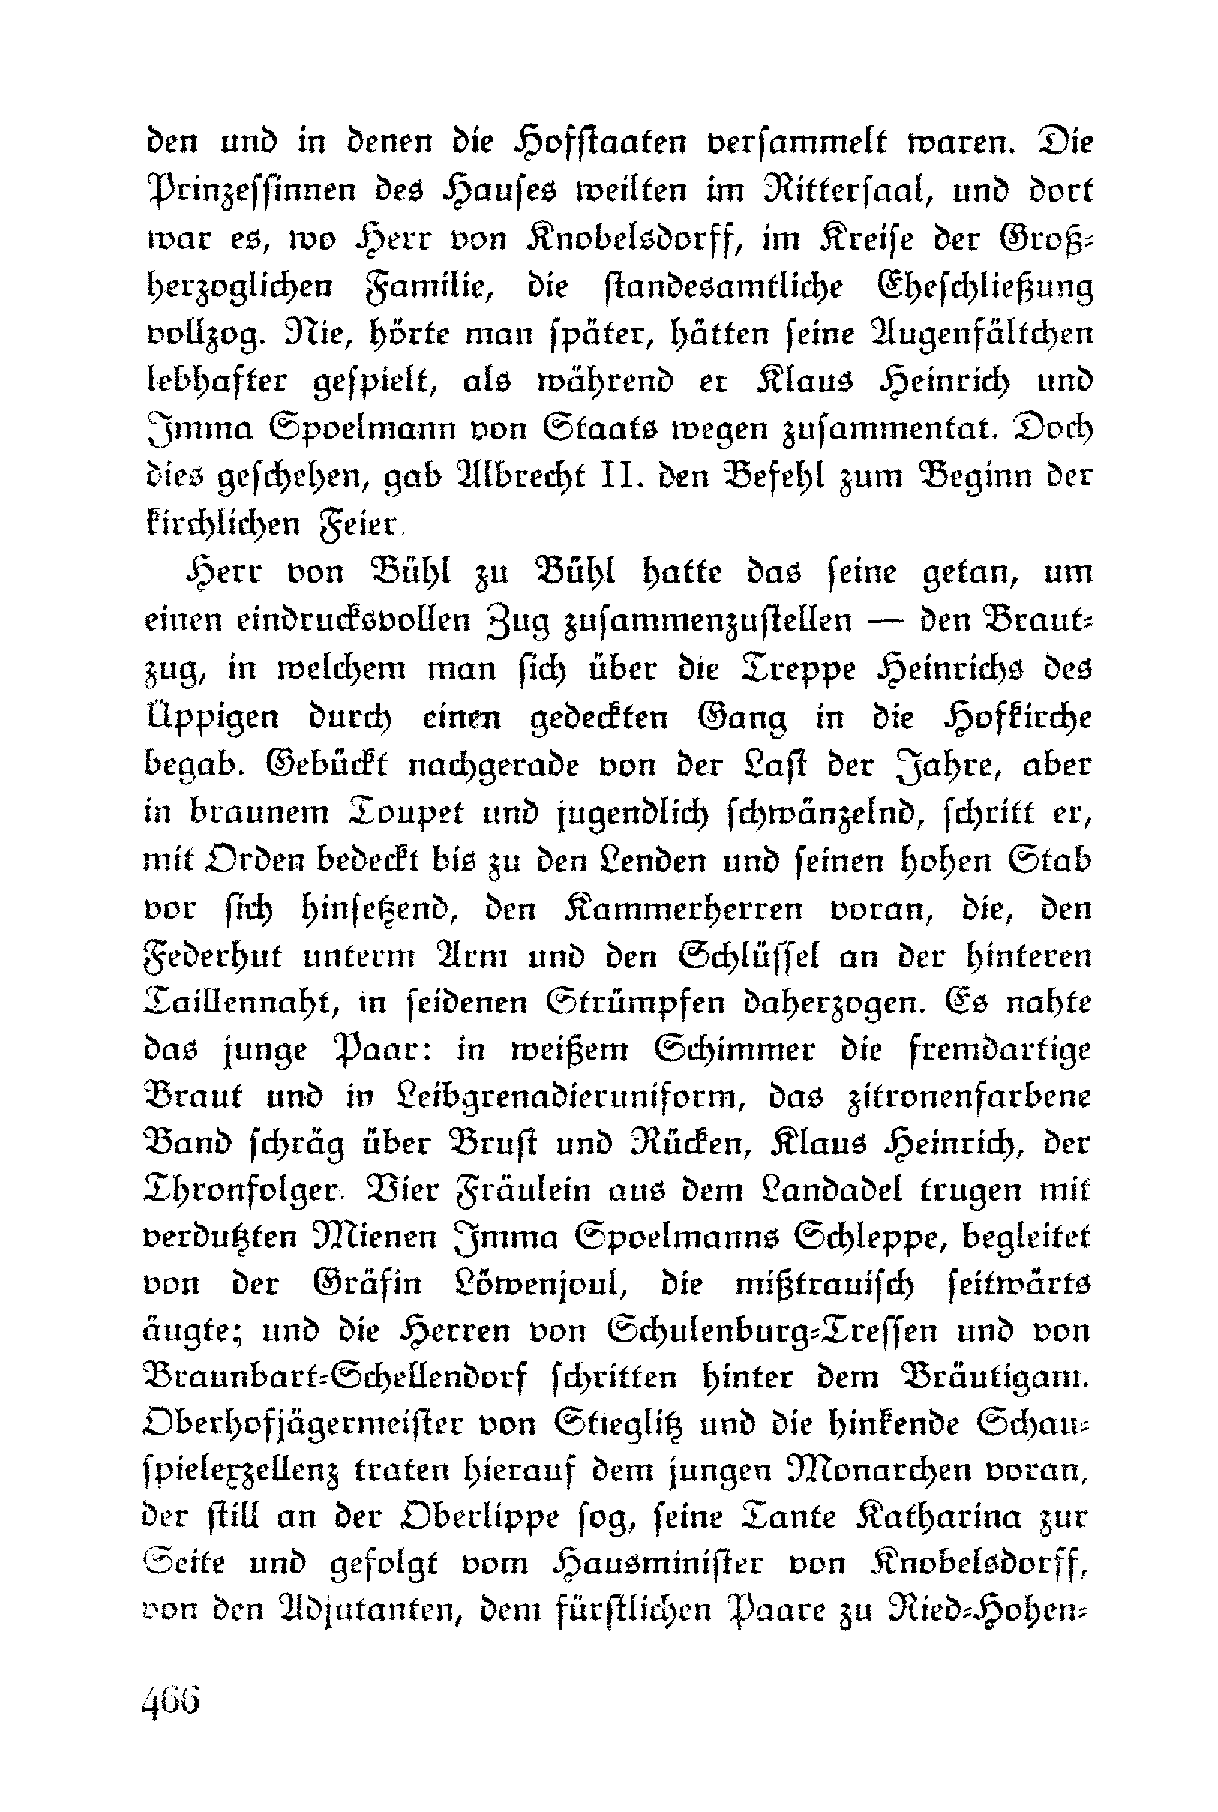 den und in denen die Hofſtaaten verſammelt waren. Die
Prinzeſſinnen des Hauſes weilten im Ritterſaal, und dort
war es, wo Herr von Knobelsdorff, im Kreiſe der Groß-
herzoglichen Familie, die ſtandesamtliche Eheſchließung
vollzog. Nie, hörte man ſpäter, hätten ſeine Augenfältchen
lebhafter geſpielt, als während er Klaus Heinrich und
Imma Spoelmann von Staats wegen zuſammentat. Doch
dies geſchehen, gab Albrecht II. den Befehl zum Beginn der
kirchlichen Feier.
Herr von Bühl zu Bühl hatte das ſeine getan, um
einen eindrucksvollen Zug zuſammenzuſtellen — den Braut-
zug, in welchem man ſich über die Treppe Heinrichs des
Üppigen durch einen gedeckten Gang in die Hofkirche
begab. Gebückt nachgerade von der Laſt der Jahre, aber
in braunem Toupet und jugendlich ſchwänzelnd, ſchritt er,
mit Orden bedeckt bis zu den Lenden und ſeinen hohen Stab
vor ſich hinſetzend, den Kammerherren voran, die, den
Federhut unterm Arm und den Schlüſſel an der hinteren
Taillennaht, in ſeidenen Strümpfen daherzogen. Es nahte
das junge Paar: in weißem Schimmer die fremdartige
Braut und in Leibgrenadieruniform, das zitronenfarbene
Band ſchräg über Bruſt und Rücken, Klaus Heinrich, der
Thronfolger. Vier Fräulein aus dem Landadel trugen mit
verdutzten Mienen Imma Spoelmanns Schleppe, begleitet
von der Gräfin Löwenjoul, die mißtrauiſch ſeitwärts
äugte; und die Herren von Schulenburg-Treſſen und von
Braunbart-Schellendorf ſchritten hinter dem Bräutigam.
Oberhofjägermeiſter von Stieglitz und die hinkende Schau-
ſpielexzellenz traten hierauf dem jungen Monarchen voran,
der ſtill an der Oberlippe ſog, ſeine Tante Katharina zur
Seite und gefolgt vom Hausminiſter von Knobelsdorff,
von den Adjutanten, dem fürſtlichen Paare zu Ried-Hohen-
466